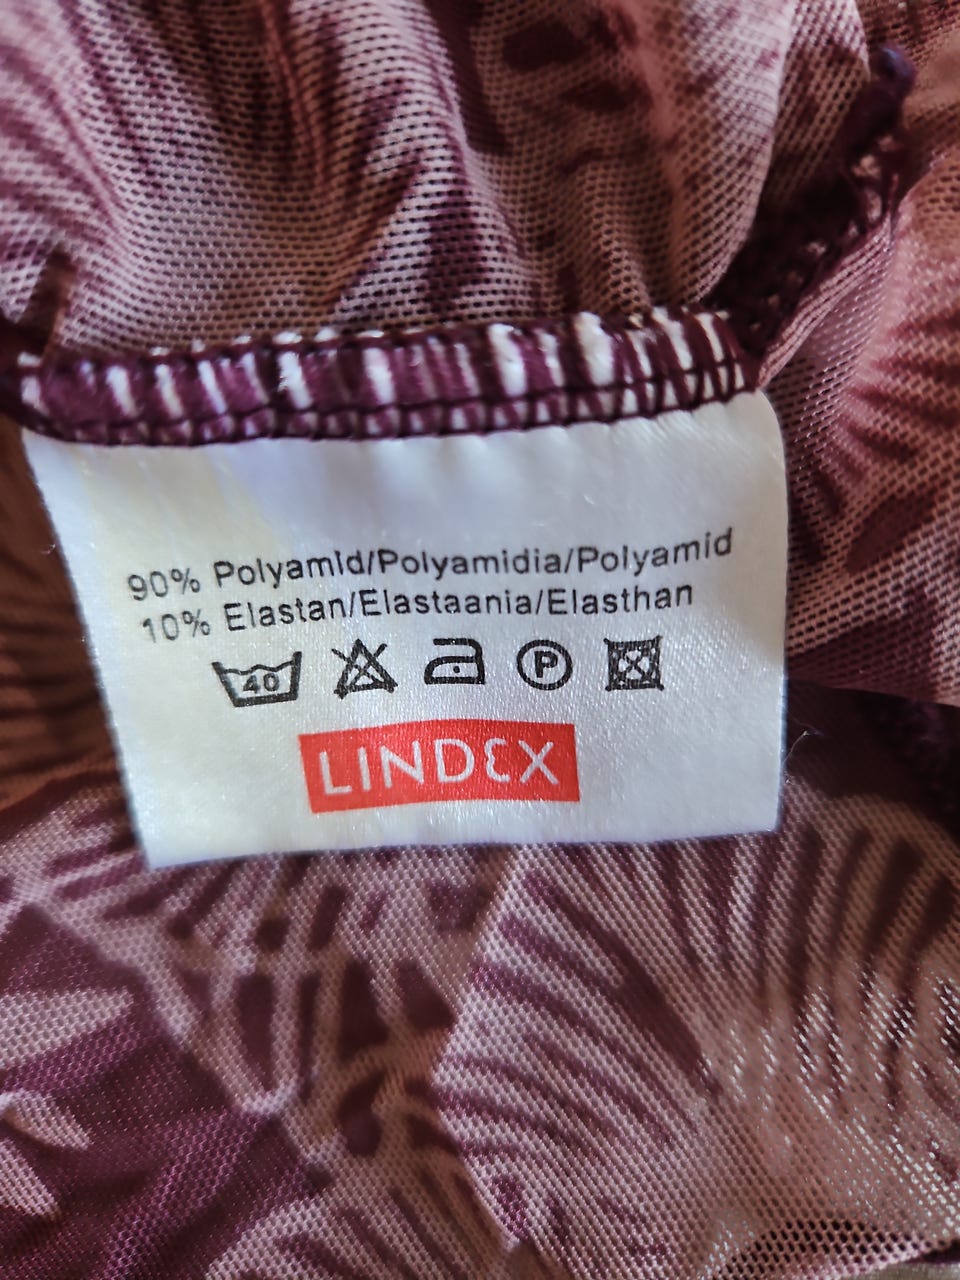 90% Polyamid/Polyamidia/Polyamid
10% Elastan/Elastaania/Elasthan
40 P
LINDEX